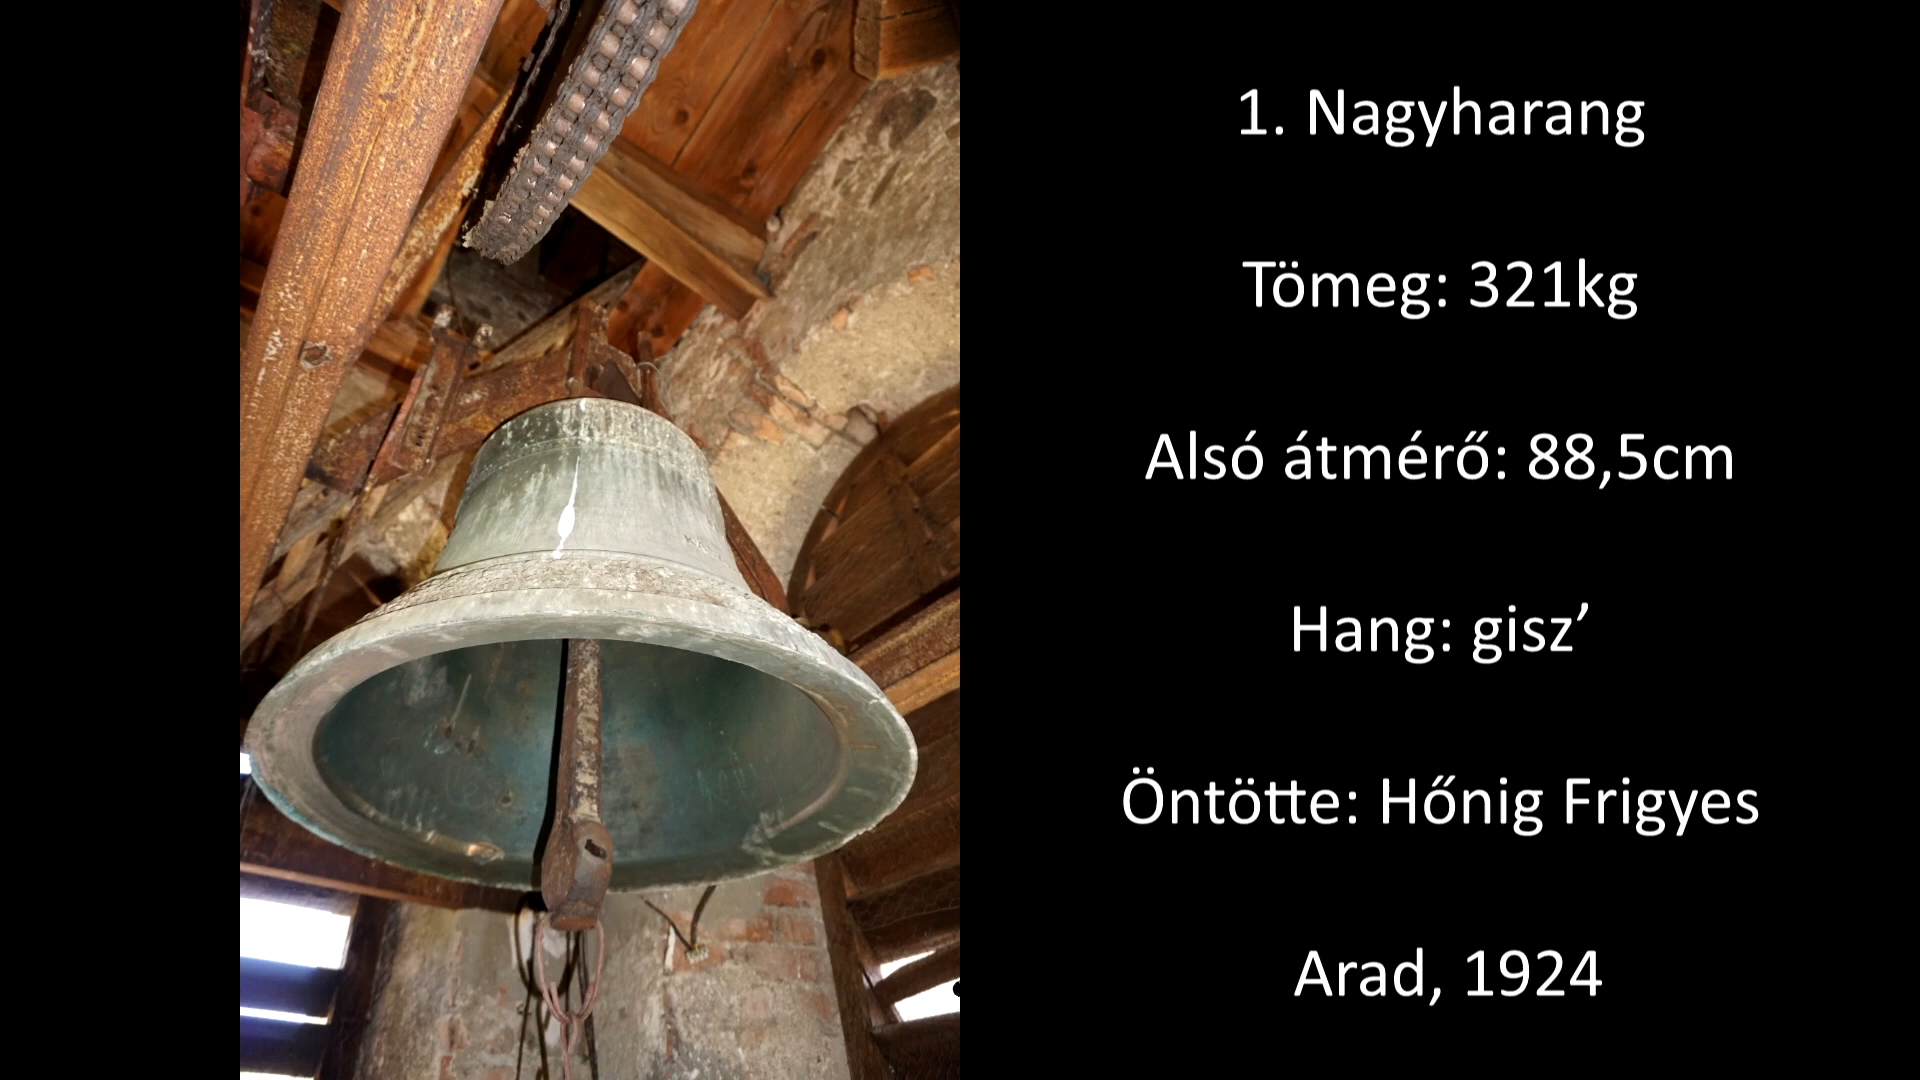 1. Nagyharang
Tömeg: 321kg
Alsó átmérő: 88,5cm
Hang: gisz’
Öntötte: Hőnig Frigyes
Arad, 1924